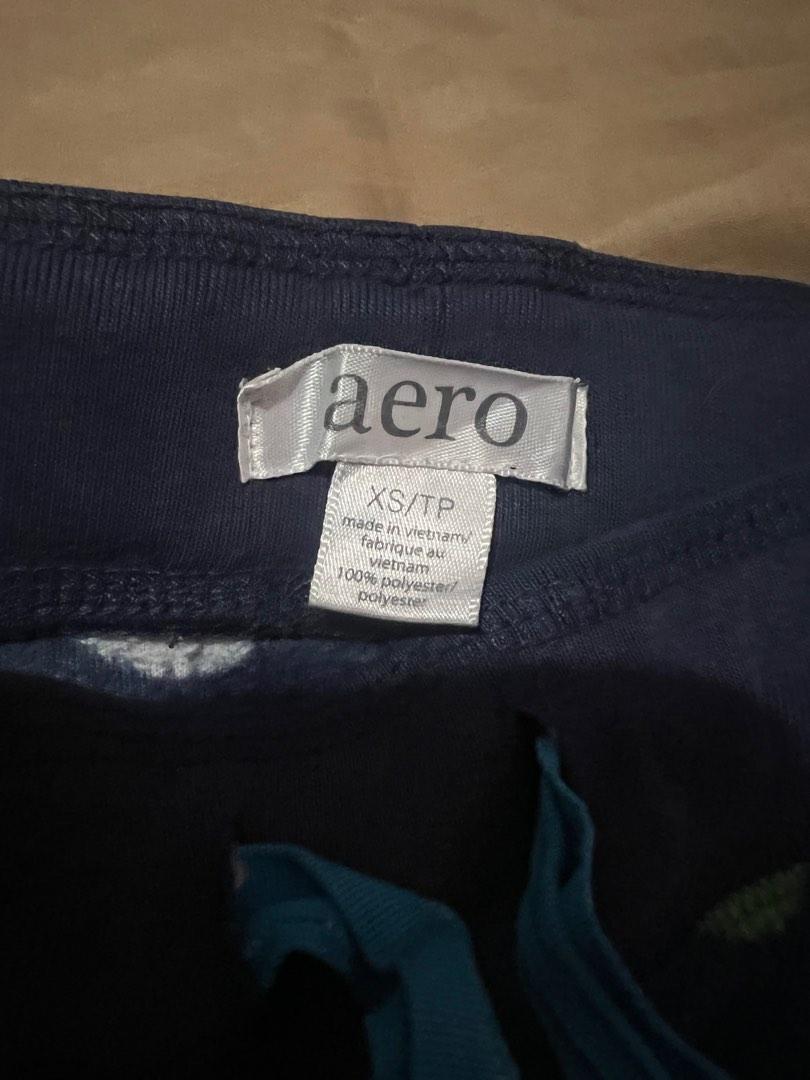 aero
XS/TP
made in vietnam/
fabrique au
vietnam
100% polyester/
polyester